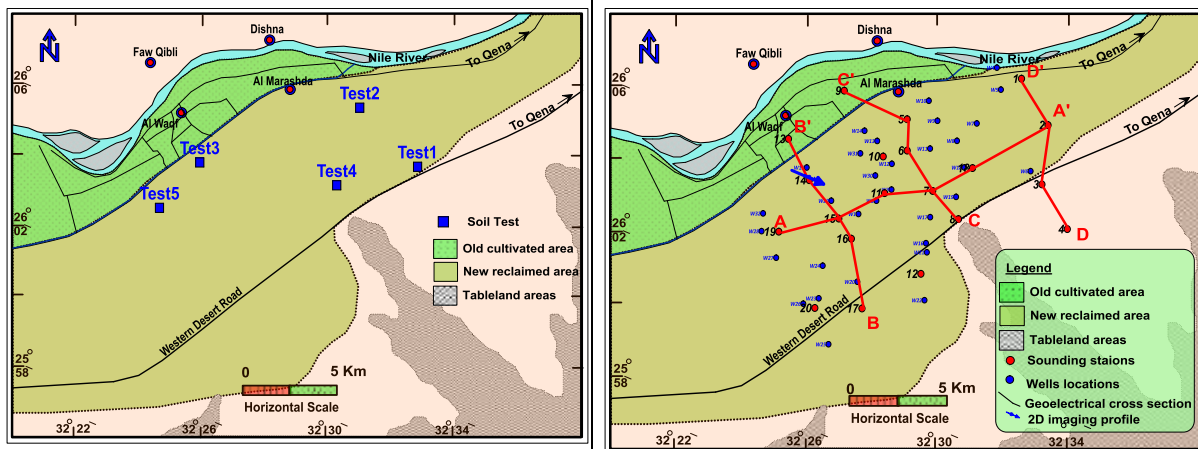 N
Dishna
Faw Qibli
Nile River
To Qena
26°
06'
Al Marashda
Test2
Al Waqf
To Qena
Test3
Test1
Test4
Test5
Soil Test
26°
02'
Old cultivated area
New reclaimed area
Tableland areas
Western Desert Road
25°
58'
0 5 Km
Horizontal Scale
32°22' 32°26' 32°30' 32°34'
N
Dishna
Faw Qibli
Nile River
To Qena
26°
06'
C'
9
Al Marashda
1
D'
Al Waqf
B'
13
5
2
A'
To Qena
6
10
14
11
7
3
A
19
15
16
8
C
4
D
26°
02'
12
20
17
B
Western Desert Road
25°
58'
0 5 Km
Horizontal Scale
Legend
Old cultivated area
New reclaimed area
Tableland areas
Sounding staions
Wells locations
Geoelectrical cross section
2D imaging profile
32°22' 32°26' 32°30' 32°34'